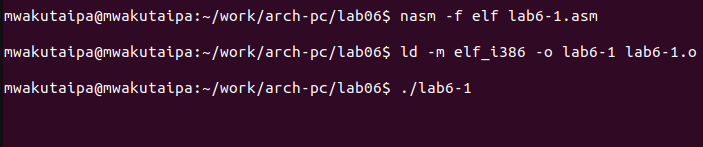 mwakutaipa@mwakutaipa:~/work/arch-pc/lab06$ nasm -f elf lab6-1.asm
mwakutaipa@mwakutaipa:~/work/arch-pc/lab06$ ld -m elf_i386 -o lab6-1 lab6-1.o
mwakutaipa@mwakutaipa:~/work/arch-pc/lab06$ ./lab6-1